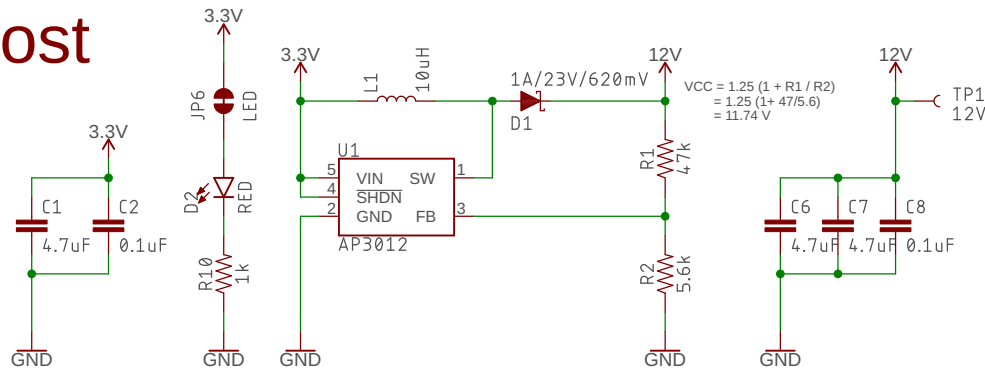 ost
3.3V
3.3V
3.3V
12V
12V
JP6
LED
L1
10uH
1A/23V/620mV
D1
VCC = 1.25 (1 + R1 / R2)
= 1.25 (1+ 47/5.6)
= 11.74 V
TP1
12V
C1
4.7uF
C2
0.1uF
D2
RED
R10
1k
U1
5
4
2
VIN
SHDN
GND
SW
FB
1
3
AP3012
R1
47k
R2
5.6k
C6
4.7uF
C7
4.7uF
C8
0.1uF
GND
GND
GND
GND
GND